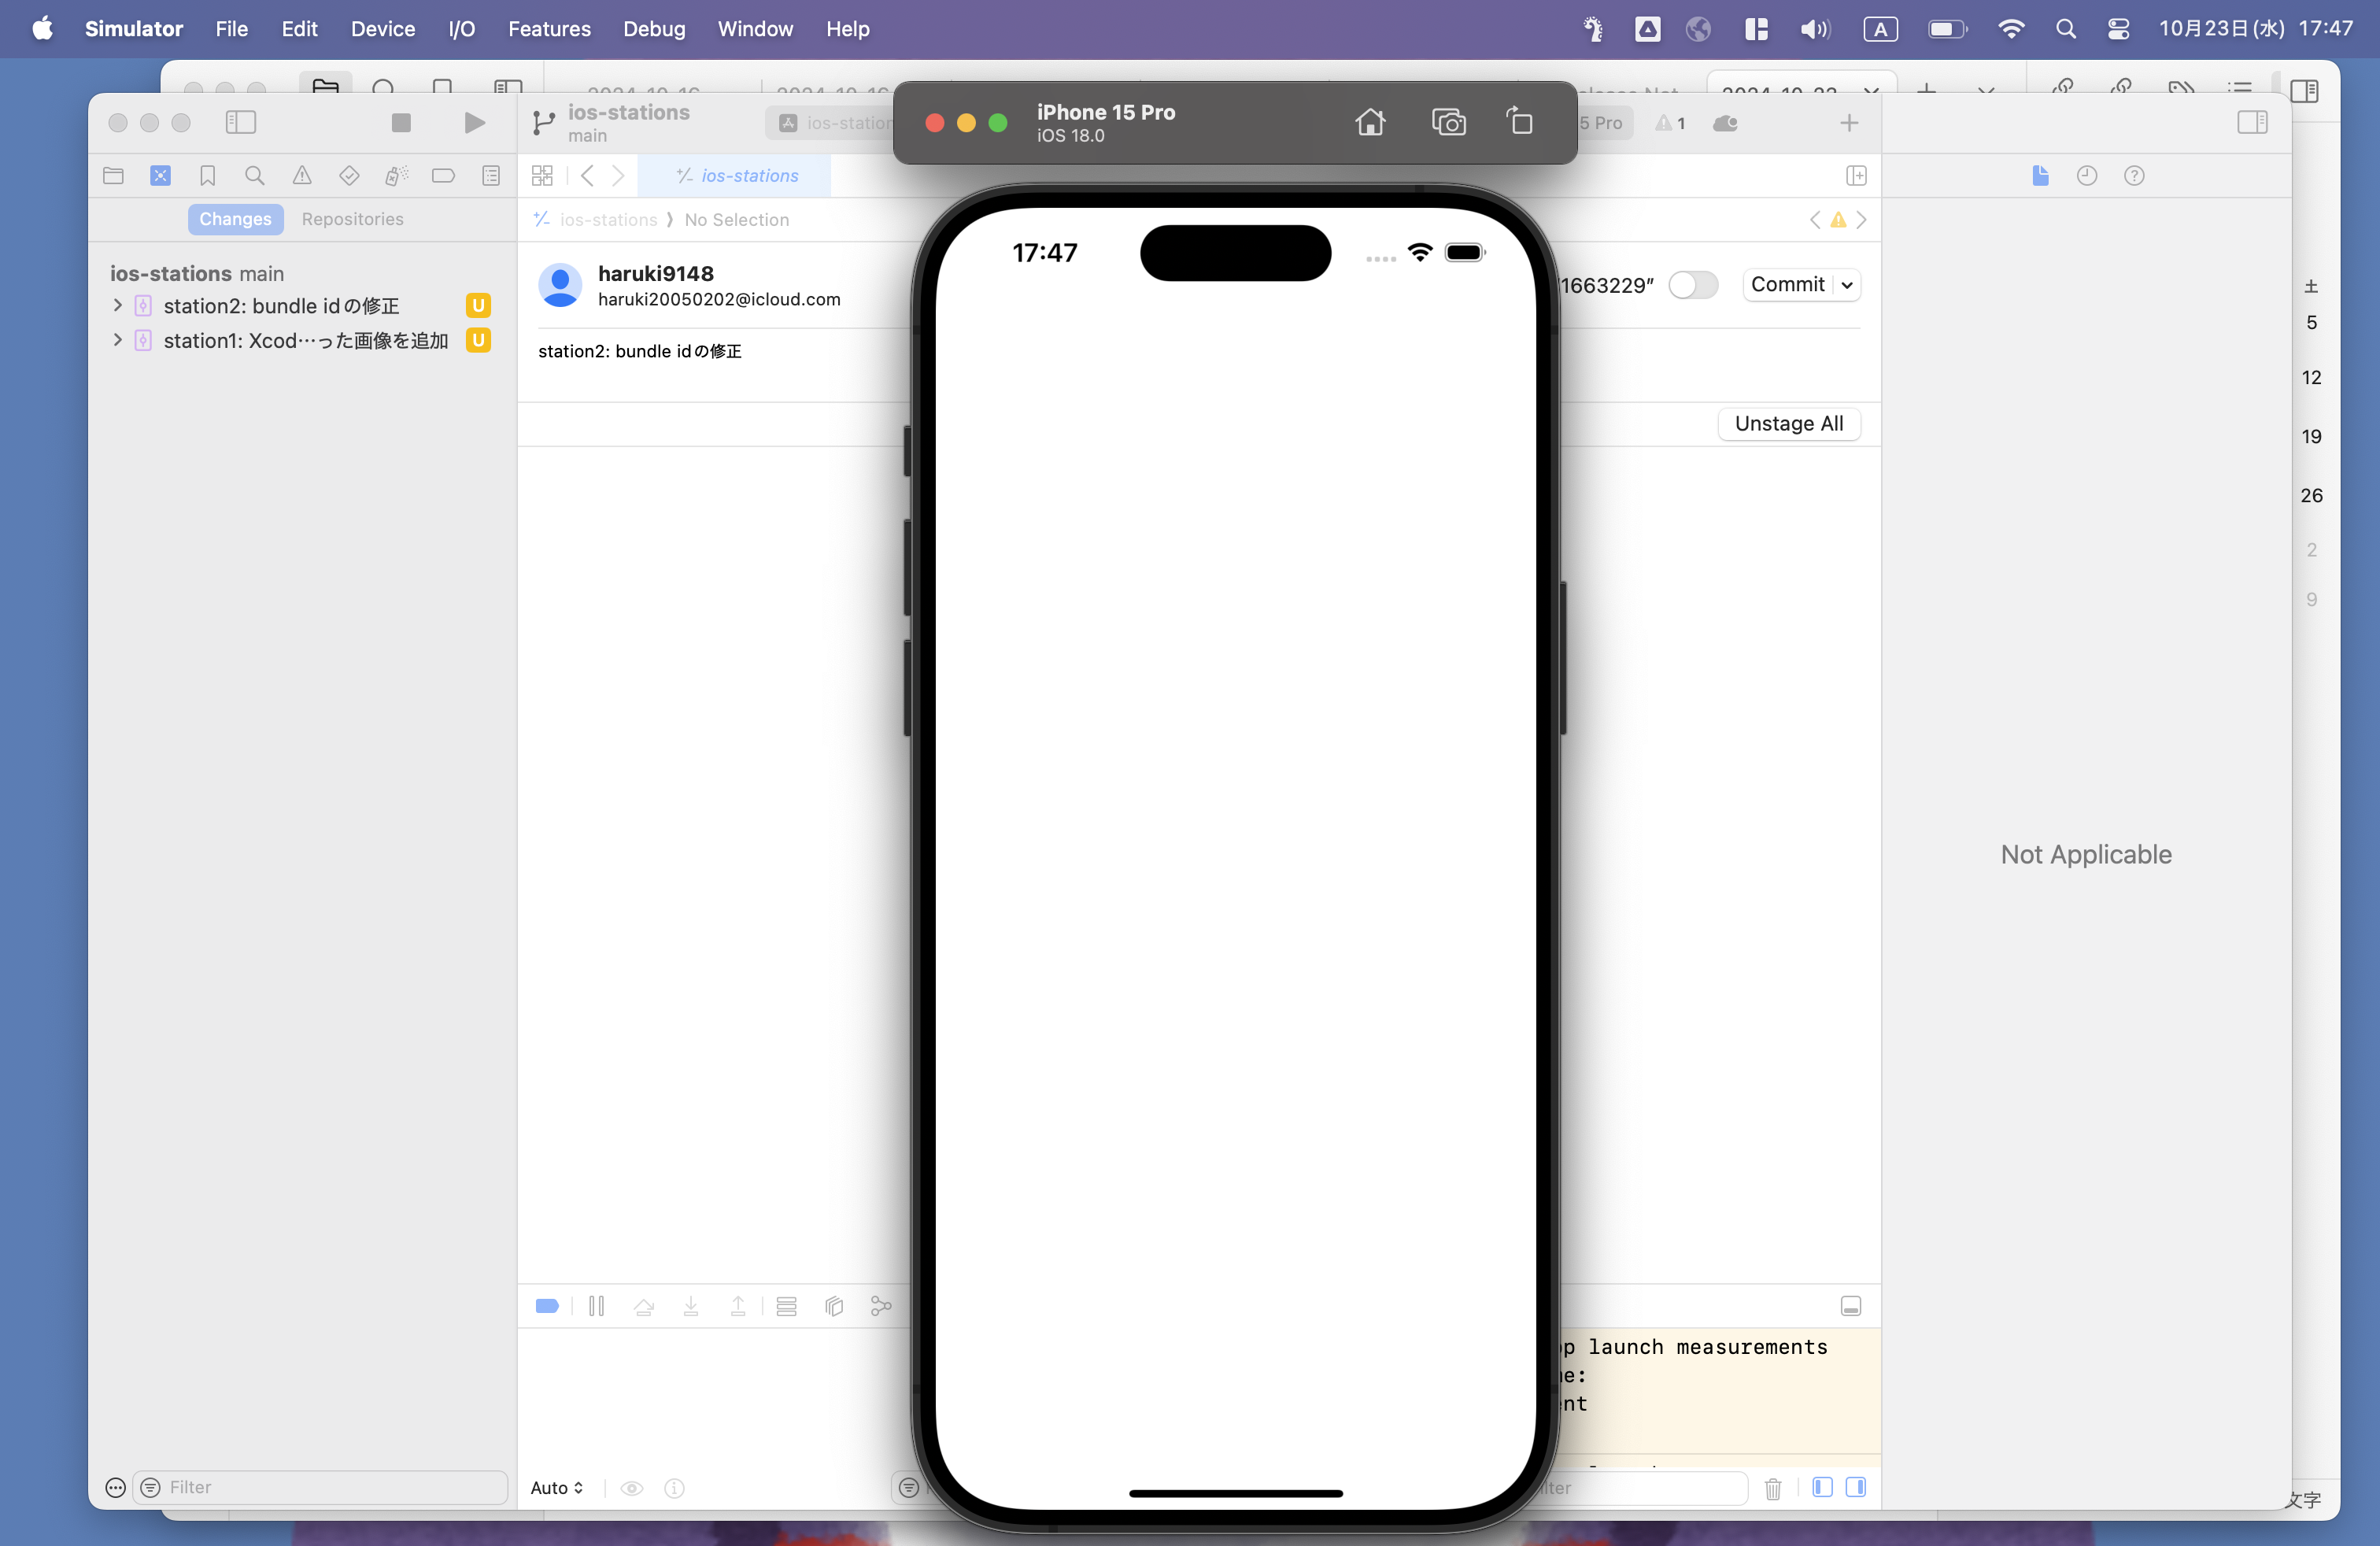 Simulator File Edit Device I/O Features Debug Window Help A 10月23日(水) 17:47
ios-stations
main
iPhone 15 Pro
iOS 18.0
5 Pro 1
ios-stations
Changes Repositories
ios-stations No Selection
ios-stations main
station2: bundle idの修正 U
station1: Xcod…った画像を追加 U
haruki9148
haruki20050202@icloud.com
1663229” Commit
station2: bundle idの修正
Unstage All
17:47
5
12
19
26
2
9
Not Applicable
launch measurements
Filter
Auto
文字